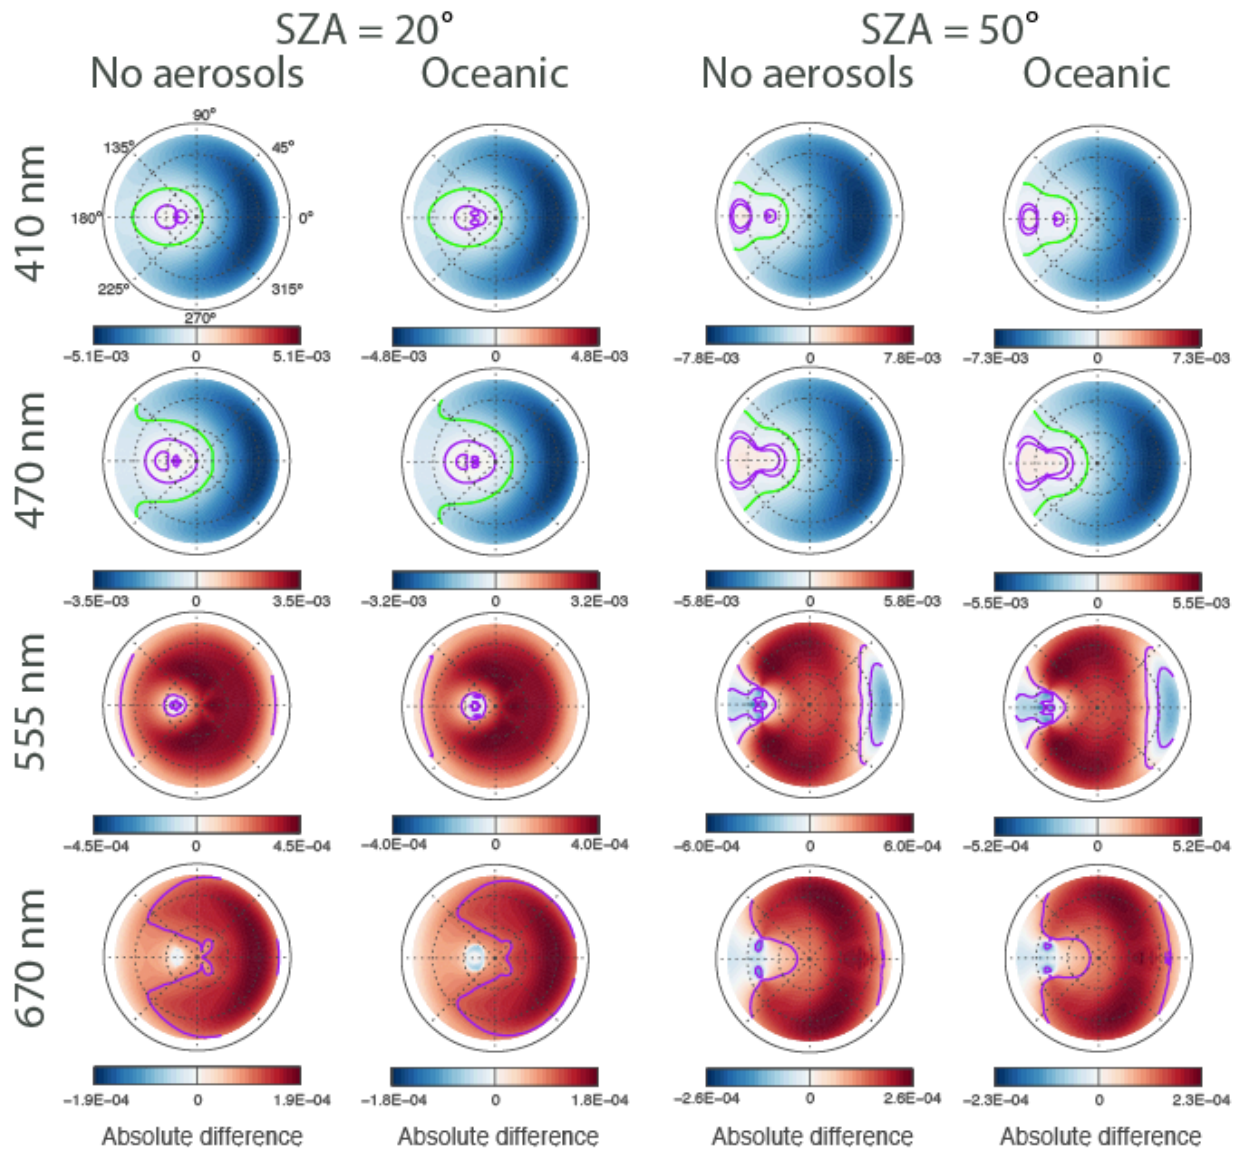 SZA = 20° SZA = 50°
No aerosols Oceanic No aerosols Oceanic
410 nm
90°
135° 45°
180° 0°
225° 315°
270°
−5.1E−03 0 5.1E−03 −4.8E−03 0 4.8E−03 −7.8E−03 0 7.8E−03 −7.3E−03 0 7.3E−03
470 nm
−3.5E−03 0 3.5E−03 −3.2E−03 0 3.2E−03 −5.8E−03 0 5.8E−03 −5.5E−03 0 5.5E−03
555 nm
−4.5E−04 0 4.5E−04 −4.0E−04 0 4.0E−04 −6.0E−04 0 6.0E−04 −5.2E−04 0 5.2E−04
670 nm
−1.9E−04 0 1.9E−04 −1.8E−04 0 1.8E−04 −2.6E−04 0 2.6E−04 −2.3E−04 0 2.3E−04
Absolute difference Absolute difference Absolute difference Absolute difference